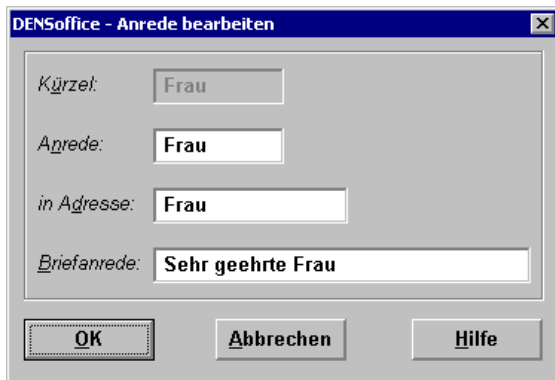 DENSoffice - Anrede bearbeiten
Kürzel: Frau
Anrede: Frau
in Adresse: Frau
Briefanrede: Sehr geehrte Frau
OK Abbrechen Hilfe